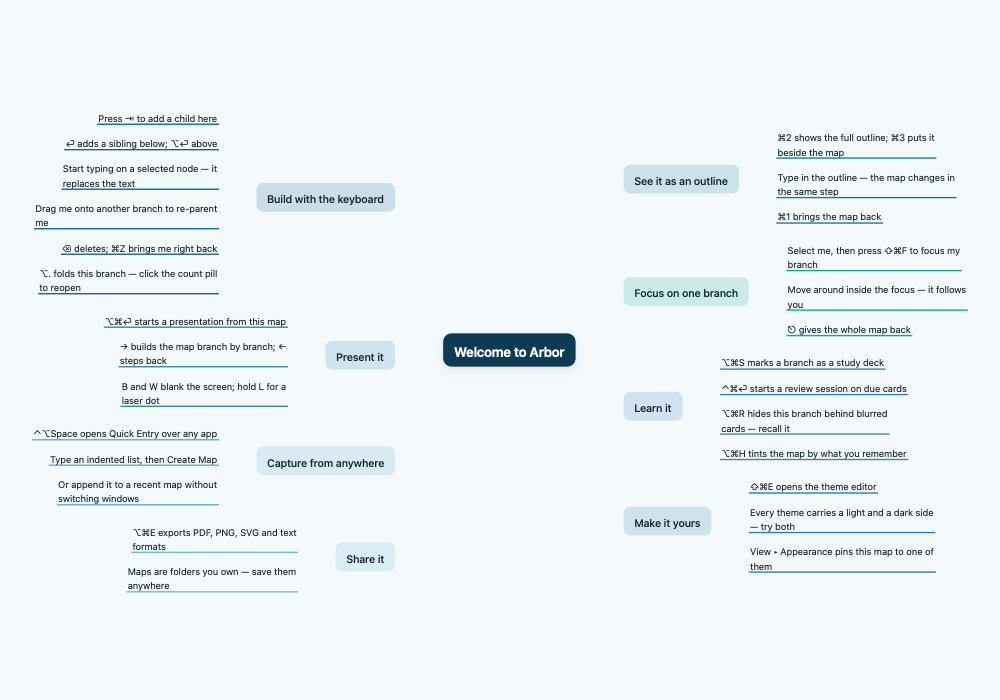 Welcome to Arbor
Build with the keyboard
Press ⇥ to add a child here
⏎ adds a sibling below; ⌥⏎ above
Start typing on a selected node — it
replaces the text
Drag me onto another branch to re-parent
me
⌫ deletes; ⌘Z brings me right back
⌥. folds this branch — click the count pill
to reopen
Present it
⌥⌘⏎ starts a presentation from this map
→ builds the map branch by branch; ←
steps back
B and W blank the screen; hold L for a
laser dot
Capture from anywhere
⌃⌥Space opens Quick Entry over any app
Type an indented list, then Create Map
Or append it to a recent map without
switching windows
Share it
⌥⌘E exports PDF, PNG, SVG and text
formats
Maps are folders you own — save them
anywhere
See it as an outline
⌘2 shows the full outline; ⌘3 puts it
beside the map
Type in the outline — the map changes in
the same step
⌘1 brings the map back
Focus on one branch
Select me, then press ⇧⌘F to focus my
branch
Move around inside the focus — it follows
you
⎋ gives the whole map back
Learn it
⌥⌘S marks a branch as a study deck
⌃⌘⏎ starts a review session on due cards
⌥⌘R hides this branch behind blurred
cards — recall it
⌥⌘H tints the map by what you remember
Make it yours
⇧⌘E opens the theme editor
Every theme carries a light and a dark side
— try both
View ▸ Appearance pins this map to one of
them